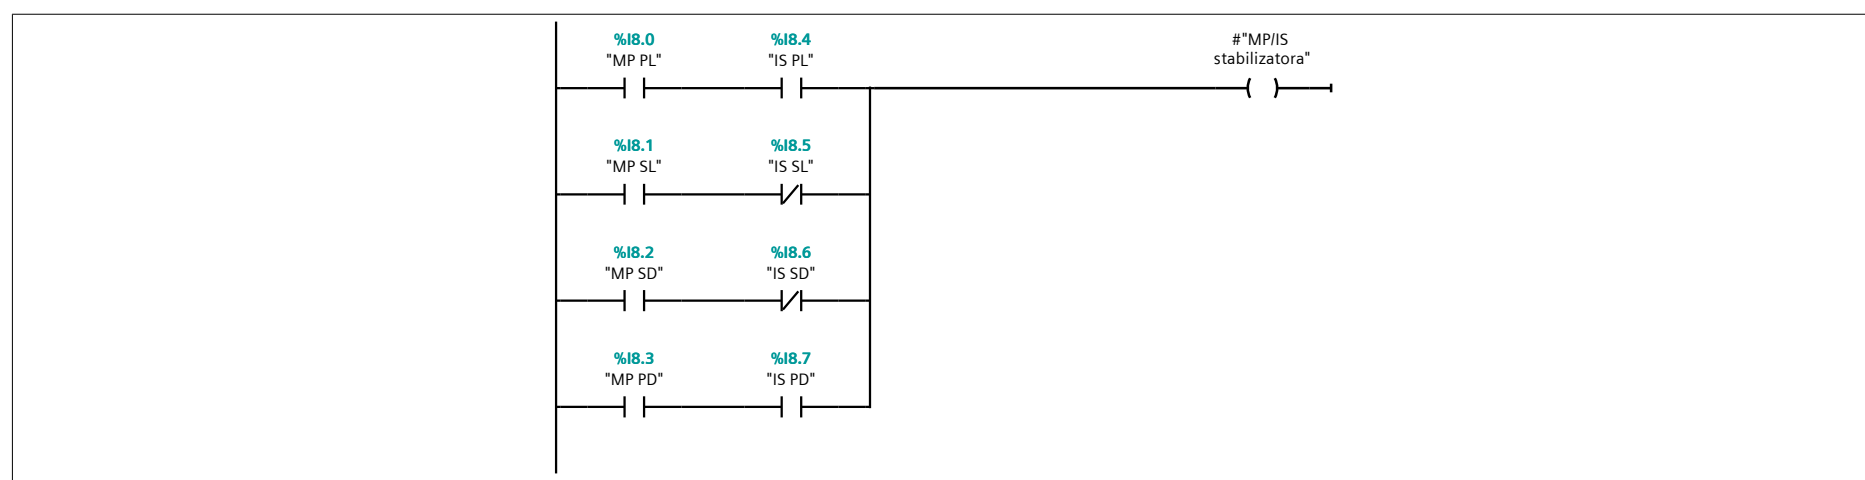 %I8.0
"MP PL"
%I8.4
"IS PL"
#"MP/IS
stabilizatora"
%I8.1
"MP SL"
%I8.5
"IS SL"
%I8.2
"MP SD"
%I8.6
"IS SD"
%I8.3
"MP PD"
%I8.7
"IS PD"